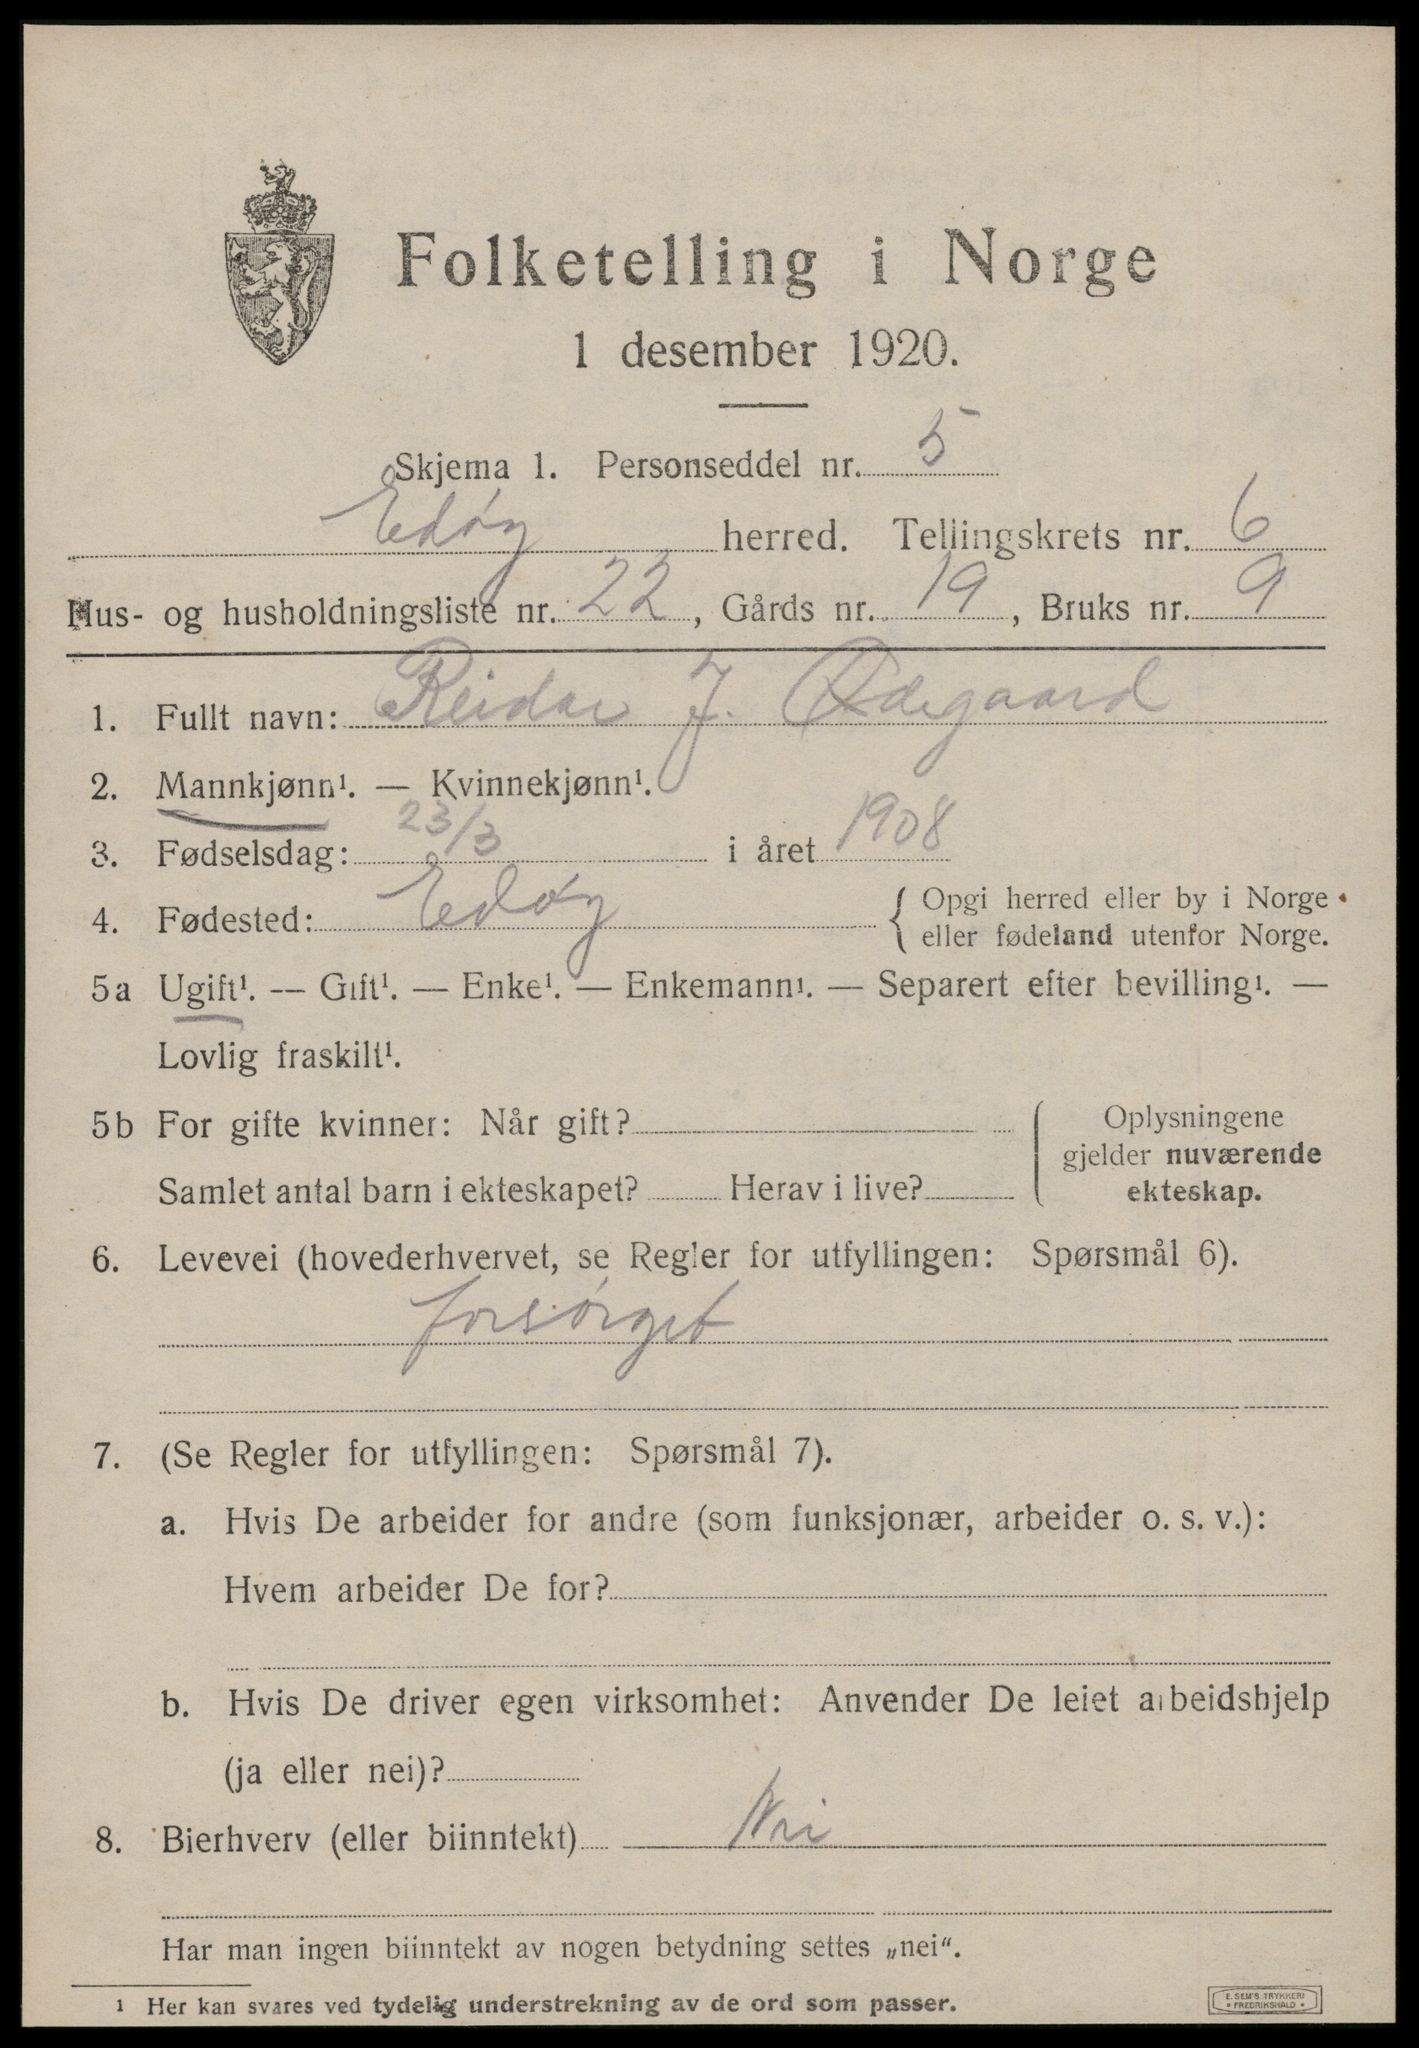 Folketelling i Norge
1 desember 1920.
Skjema 1. Personseddel nr. 5
Edøy herred. Tellingskrets nr. 6
Hus- og husholdningsliste nr. 22, Gårds nr. 19, Bruks nr. 9
1. Fullt navn: Reidar J. Ødegaard
2. Mannkjønn¹. — Kvinnekjønn¹.
3. Fødselsdag: 23/3 i året 1908
4. Fødested: Edøy { Opgi herred eller by i Norge
eller fødeland utenfor Norge.
5a Ugift¹. — Gift¹. — Enke¹. — Enkemann¹. — Separert efter bevilling¹. —
Lovlig fraskilt¹.
5b For gifte kvinner: Når gift? Oplysningene
gjelder nuværende
Samlet antal barn i ekteskapet? Herav i live? ekteskap.
6. Levevei (hovederhvervet, se Regler for utfyllingen: Spørsmål 6).
forsørget
7. (Se Regler for utfyllingen: Spørsmål 7).
a. Hvis De arbeider for andre (som funksjonær, arbeider o. s. v.):
Hvem arbeider De for?
b. Hvis De driver egen virksomhet: Anvender De leiet arbeidshjelp
(ja eller nei)?
8. Bierhverv (eller biinntekt) Nei
Har man ingen biinntekt av nogen betydning settes „nei“.
¹ Her kan svares ved tydelig understrekning av de ord som passer.
E. SEM'S TRYKKERI
• FREDRIKSHALD •